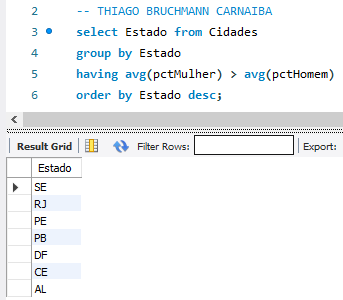 2 -- THIAGO BRUCHMANN CARNAIBA
3 select Estado from Cidades
4 group by Estado
5 having avg(pctMulher) > avg(pctHomem)
6 order by Estado desc;
Result Grid Filter Rows: Export:
Estado
SE
RJ
PE
PB
DF
CE
AL